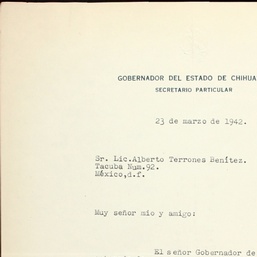 GOBERNADOR DEL ESTADO DE CHIHUA
SECRETARIO PARTICULAR
23 de marzo de 1942.
Sr. Lic.Alberto Terrones Benítez.
Tacuba Num.92.
México,d.f.
Muy señor mio y amigo:
El señor Gobernador de